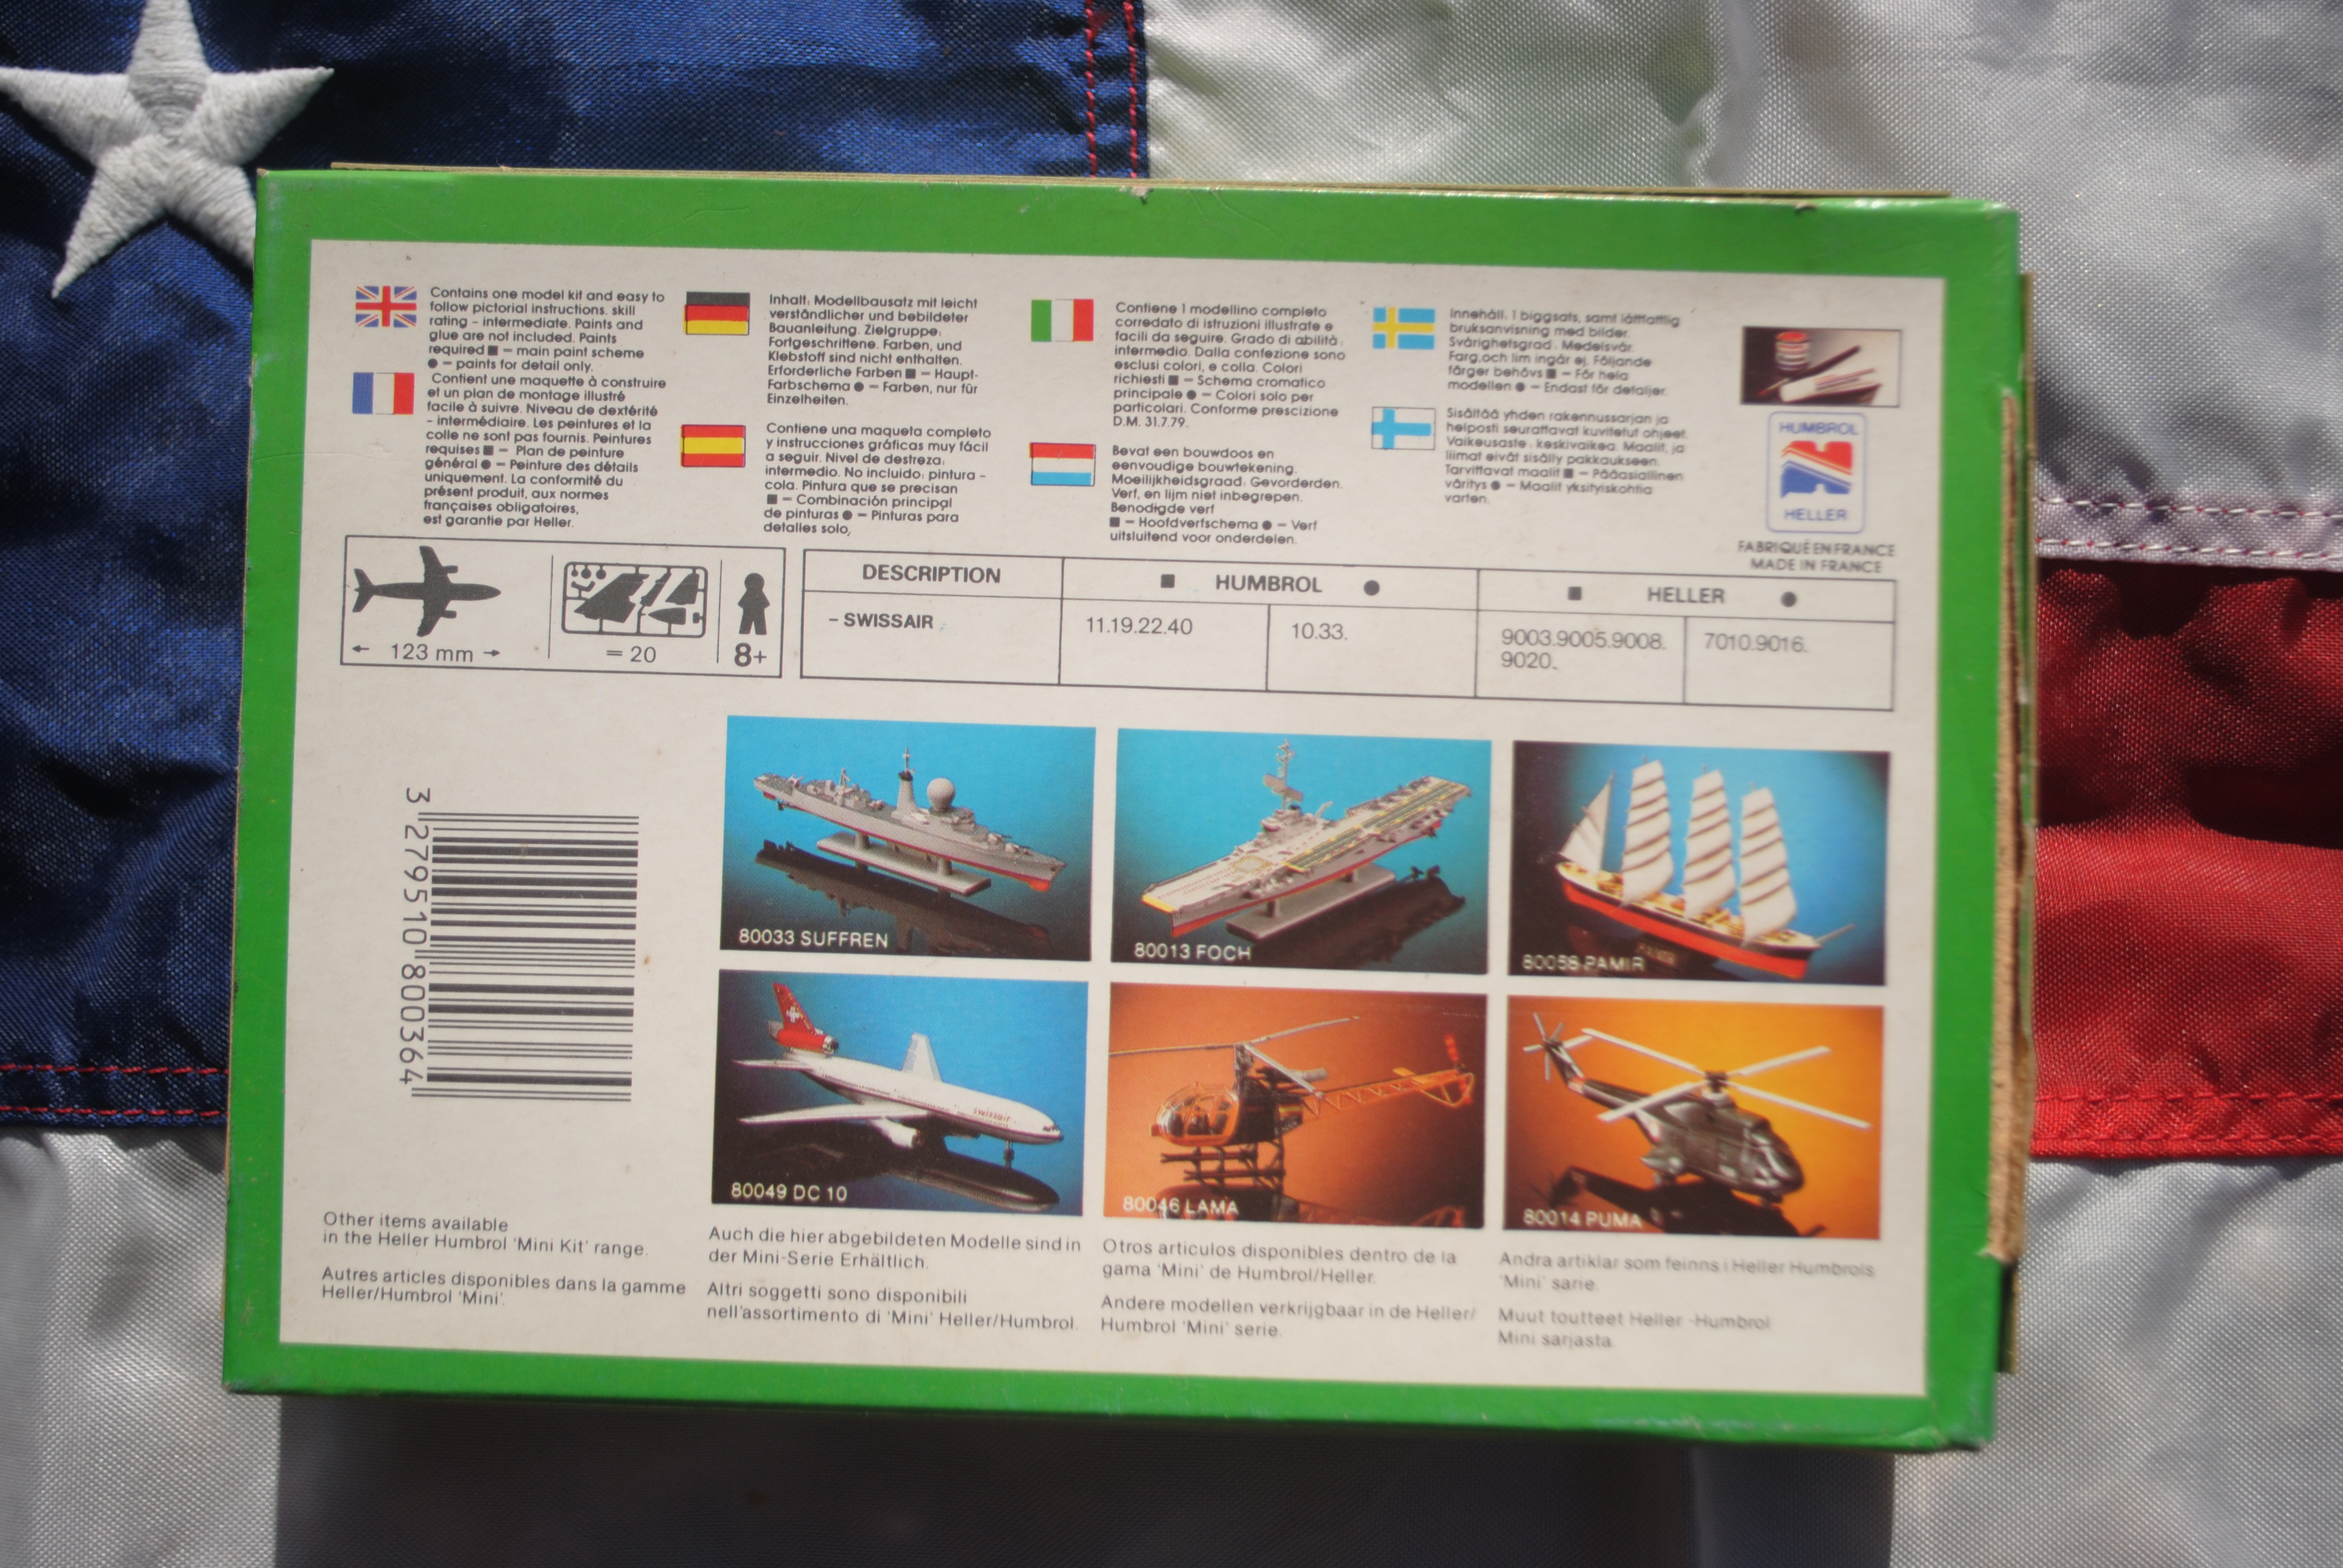 Contains one model kit and easy to
follow pictorial instructions. skill
rating – intermediate. Paints and
glue are not included. Paints
required ■ – main paint scheme
● – paints for detail only.
Contient une maquette à construire
et un plan de montage illustré
facile à suivre. Niveau de dextérité
- intermédiaire. Les peintures et la
colle ne sont pas fournis. Peintures
requises ■ – Plan de peinture
général ● – Peinture des détails
uniquement. La conformité du
présent produit, aux normes
françaises obligatoires,
est garantie par Heller.
Inhalt: Modellbausatz mit leicht
verständlicher und bebildeter
Bauanleitung. Zielgruppe:
Fortgeschrittene. Farben, und
Klebstoff sind nicht enthalten.
Erforderliche Farben ■ – Haupt-
Farbschema ● – Farben, nur für
Einzelheiten.
Contiene una maqueta completo
y instrucciones gráficas muy fácil
a seguir. Nivel de destreza:
intermedio. No incluido: pintura –
cola. Pintura que se precisan
■ – Combinación principal
de pinturas ● – Pinturas para
detalles solo,
Contiene 1 modellino completo
corredato di istruzioni illustrate e
facili da seguire. Grado di abilità:
intermedio. Dalla confezione sono
esclusi colori, e colla. Colori
richiesti ■ – Schema cromatico
principale ● – Colori solo per
particolari. Conforme prescizione
D.M. 31.7.79.
Bevat een bouwdoos en
eenvoudige bouwtekening.
Moeilijkheidsgraad: Gevorderden.
Verf, en lijm niet inbegrepen.
Benodigde verf
■ – Hoofdverfschema ● – Verf
uitsluitend voor onderdelen.
Innehåll: 1 biggsats, samt lättfattlig
bruksanvisning med bilder.
Svårighetsgrad: Medelsvår.
Farg.och lim ingår ej. Följande
färger behövs ■ – För hela
modellen ● – Endast för detaljer.
Sisältää yhden rakennussarjan ja
helposti seurattavat kuvitetut ohjeet.
Vaikeusaste: keskivaikea. Maalit, ja
liimat eivät sisälly pakkaukseen.
Tarvittavat maalit ■ – Pääasiallinen
väritys ● – Maalit yksityiskohtia
varten.
HUMBROL
HELLER
FABRIQUÉ EN FRANCE
MADE IN FRANCE
← 123 mm →
= 20
8+
DESCRIPTION
■ HUMBROL ●
■ HELLER ●
– SWISSAIR
11.19.22.40
10.33.
9003.9005.9008.
9020.
7010.9016.
3 279510 800364
80033 SUFFREN
80013 FOCH
80056 PAMIR
swissair
80049 DC 10
80046 LAMA
80014 PUMA
Other items available
in the Heller Humbrol 'Mini Kit' range.
Autres articles disponibles dans la gamme
Heller/Humbrol 'Mini'.
Auch die hier abgebildeten Modelle sind in
der Mini-Serie Erhältlich.
Altri soggetti sono disponibili
nell'assortimento di 'Mini' Heller/Humbrol.
Otros articulos disponibles dentro de la
gama 'Mini' de Humbrol/Heller.
Andere modellen verkrijgbaar in de Heller/
Humbrol 'Mini' serie.
Andra artiklar som feinns i Heller Humbrols
'Mini' sarie.
Muut toutteet Heller -Humbrol
Mini sarjasta.